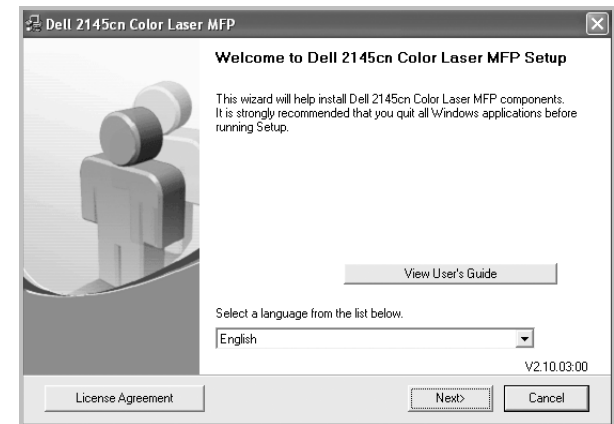 Dell 2145cn Color Laser MFP
Welcome to Dell 2145cn Color Laser MFP Setup
This wizard will help install Dell 2145cn Color Laser MFP components.
It is strongly recommended that you quit all Windows applications before
running Setup.
View User's Guide
Select a language from the list below.
English
V2.10.03:00
License Agreement
Next>
Cancel